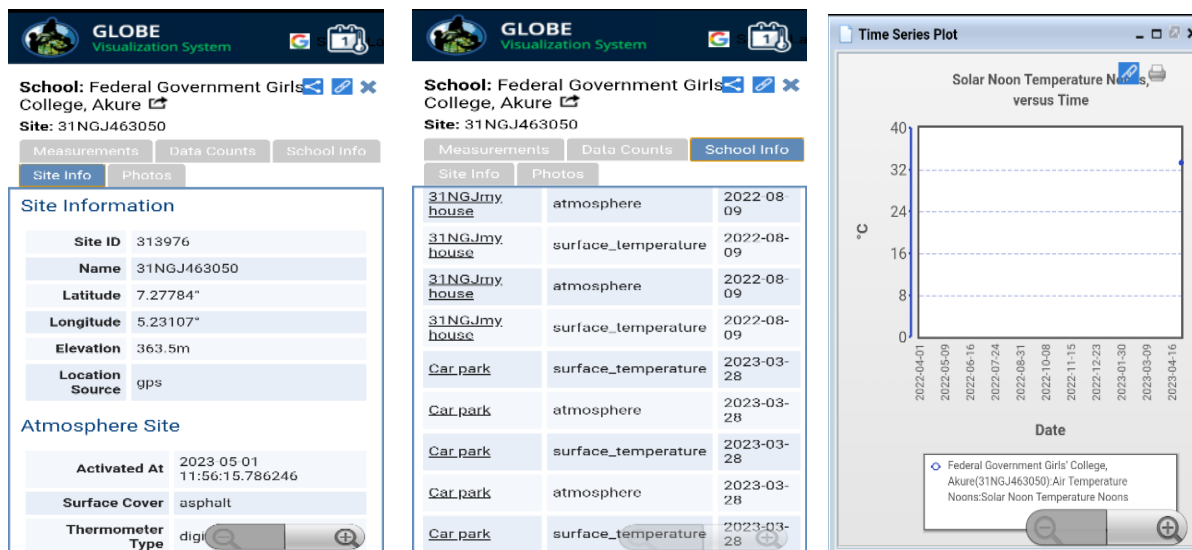 GLOBE
Visualization System
G
1
School: Federal Government Girls
College, Akure
Site: 31NGJ463050
Measurements
Data Counts
School Info
Site Info
Photos
Site Information
Site ID 313976
Name 31NGJ463050
Latitude 7.27784°
Longitude 5.23107°
Elevation 363.5m
Location
Source gps
Atmosphere Site
Activated At 2023-05-01
11:56:15.786246
Surface Cover asphalt
Thermometer
Type digi
GLOBE
Visualization System
G
1
School: Federal Government Girls
College, Akure
Site: 31NGJ463050
Measurements
Data Counts
School Info
Site Info
Photos
31NGJmy
house atmosphere 2022-08-
09
31NGJmy
house surface_temperature 2022-08-
09
31NGJmy
house atmosphere 2022-08-
09
31NGJmy
house surface_temperature 2022-08-
09
Car park surface_temperature 2023-03-
28
Car park atmosphere 2023-03-
28
Car park surface_temperature 2023-03-
28
Car park atmosphere 2023-03-
28
Car park surface_temperature 2023-03-
28
Time Series Plot
Solar Noon Temperature
versus Time
40
32
24
16
8
0
°C
2022-04-01
2022-05-09
2022-06-16
2022-07-24
2022-08-31
2022-10-08
2022-11-15
2022-12-23
2023-01-30
2023-03-09
2023-04-16
Date
Federal Government Girls' College,
Akure(31NGJ463050):Air Temperature
Noons:Solar Noon Temperature Noons